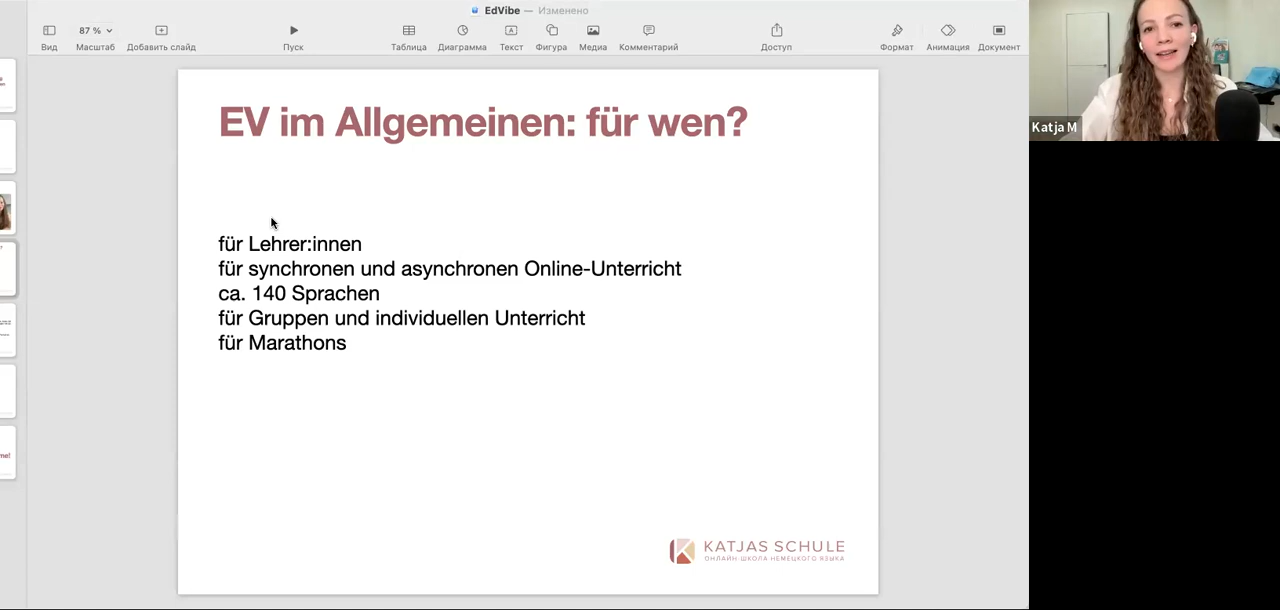 EdVibe — Изменено
87 %
Вид
Масштаб
Добавить слайд
Пуск
Таблица
Диаграмма
Текст
Фигура
Медиа
Комментарий
Доступ
Формат
Анимация
Документ
EV im Allgemeinen: für wen?
für Lehrer:innen
für synchronen und asynchronen Online-Unterricht
ca. 140 Sprachen
für Gruppen und individuellen Unterricht
für Marathons
KATJAS SCHULE
ОНЛАЙН-ШКОЛА НЕМЕЦКОГО ЯЗЫКА
Katja M
me!